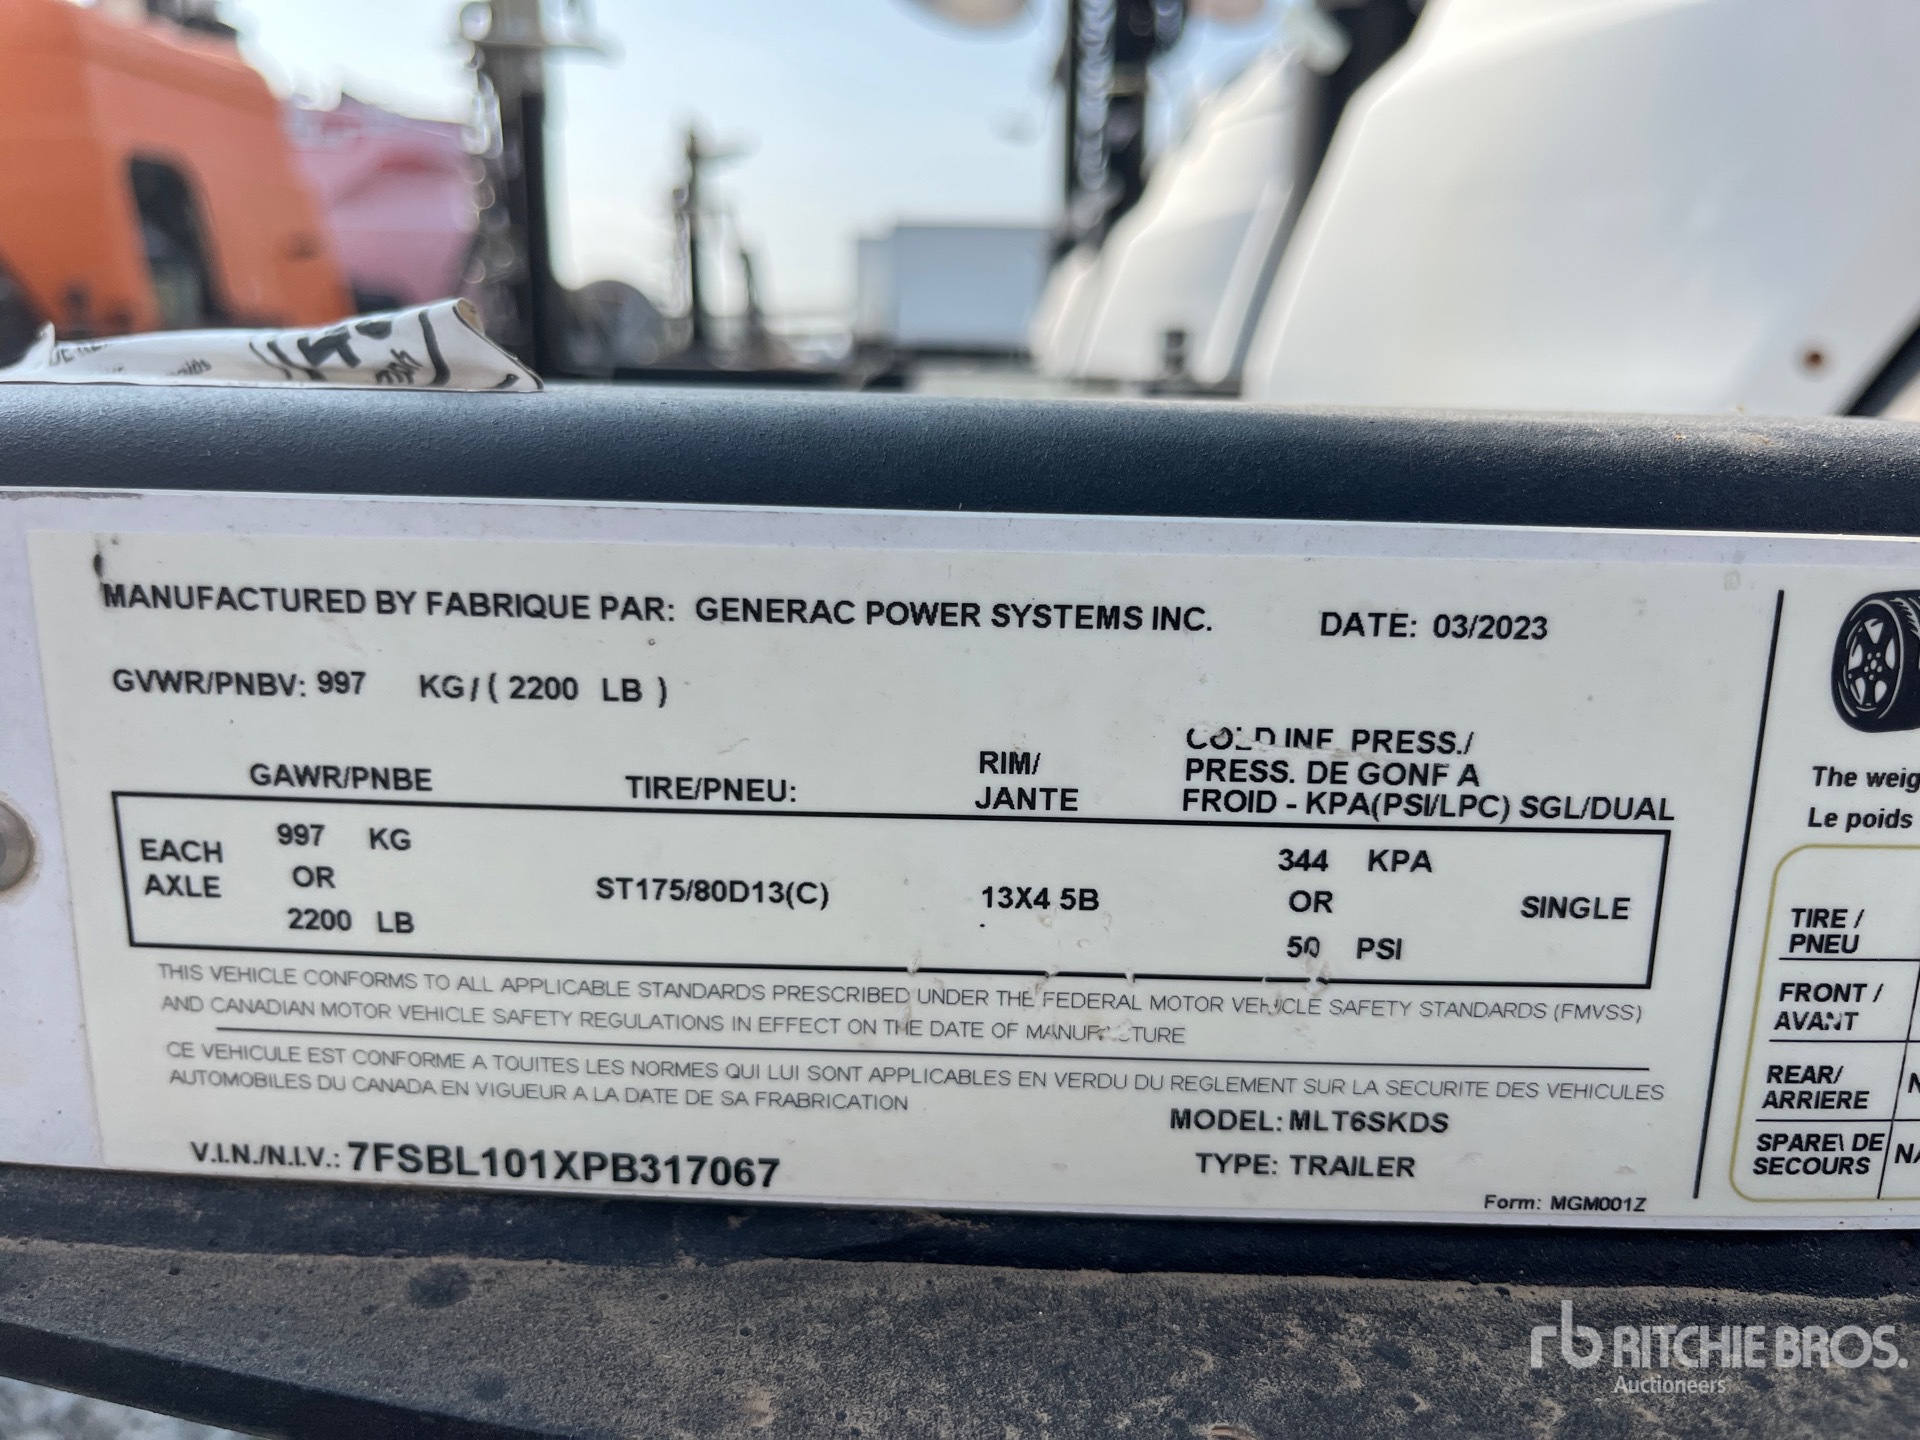 MANUFACTURED BY FABRIQUE PAR: GENERAC POWER SYSTEMS INC. DATE: 03/2023
GVWR/PNBV: 997 KG / ( 2200 LB )
GAWR/PNBE TIRE/PNEU: RIM/ JANTE COLD INF. PRESS./
PRESS. DE GONF A
FROID - KPA(PSI/LPC) SGL/DUAL
EACH AXLE 997 KG
OR
2200 LB
ST175/80D13(C) 13X4.5B
344 KPA
OR
50 PSI
SINGLE
THIS VEHICLE CONFORMS TO ALL APPLICABLE STANDARDS PRESCRIBED UNDER THE FEDERAL MOTOR VEHICLE SAFETY STANDARDS (FMVSS)
AND CANADIAN MOTOR VEHICLE SAFETY REGULATIONS IN EFFECT ON THE DATE OF MANUFACTURE
CE VEHICULE EST CONFORME A TOUITES LES NORMES QUI LUI SONT APPLICABLES EN VERDU DU REGLEMENT SUR LA SECURITE DES VEHICULES
AUTOMOBILES DU CANADA EN VIGUEUR A LA DATE DE SA FRABRICATION
MODEL: MLT6SKDS
V.I.N./N.I.V.: 7FSBL101XPB317067
TYPE: TRAILER
Form: MGM001Z
The weig
Le poids
TIRE /
PNEU
FRONT /
AVANT
REAR/
ARRIERE
SPARE\ DE
SECOURS
rb RITCHIE BROS.
Auctioneers